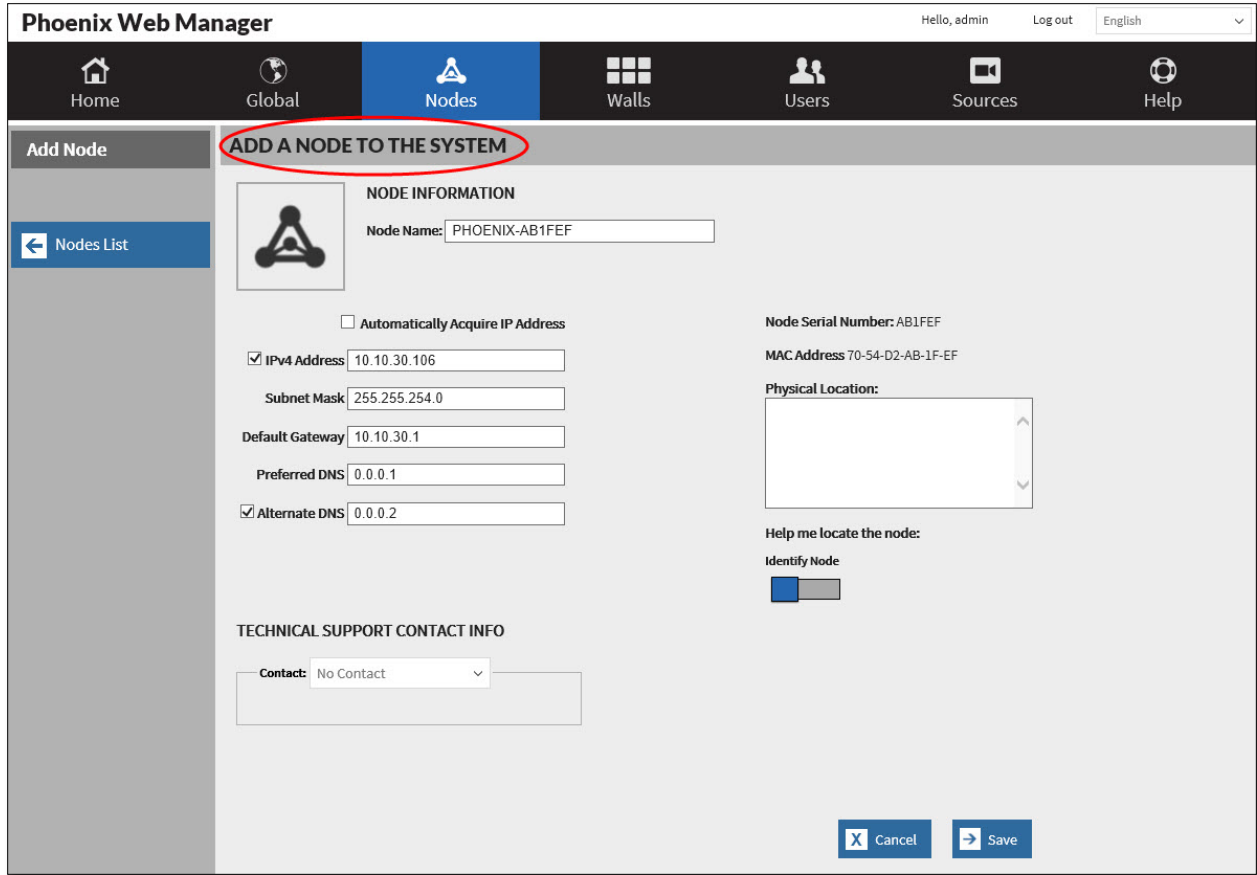 Phoenix Web Manager
Hello, admin Log out English
Home Global Nodes Walls Users Sources Help
Add Node
ADD A NODE TO THE SYSTEM
Nodes List
NODE INFORMATION
Node Name: PHOENIX-AB1FEF
Automatically Acquire IP Address
IPv4 Address 10.10.30.106
Subnet Mask 255.255.254.0
Default Gateway 10.10.30.1
Preferred DNS 0.0.0.1
Alternate DNS 0.0.0.2
Node Serial Number: AB1FEF
MAC Address 70-54-D2-AB-1F-EF
Physical Location:
Help me locate the node:
Identify Node
TECHNICAL SUPPORT CONTACT INFO
Contact: No Contact
X Cancel
Save